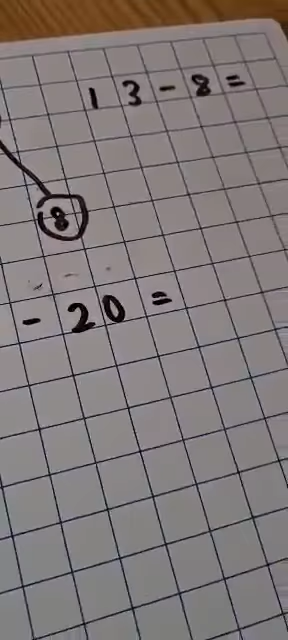 13-8=
8
- 20 =